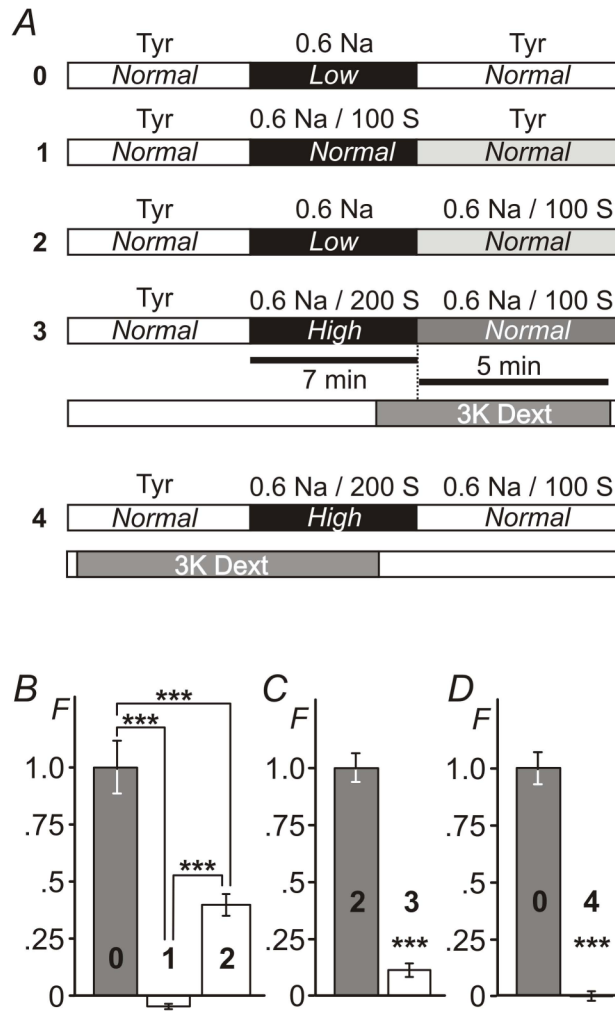 A
Tyr 0.6 Na Tyr
0 Normal Low Normal
Tyr 0.6 Na / 100 S Tyr
1 Normal Normal Normal
Tyr 0.6 Na 0.6 Na / 100 S
2 Normal Low Normal
Tyr 0.6 Na / 200 S 0.6 Na / 100 S
3 Normal High Normal
7 min 5 min
3K Dext
Tyr 0.6 Na / 200 S 0.6 Na / 100 S
4 Normal High Normal
3K Dext
B F *** C F D F
***
1.0 1.0 1.0
.75 .75 .75
***
.5 .5 .5
0 1 2 2 3 0 4
.25 .25 *** .25 ***
0 0 0